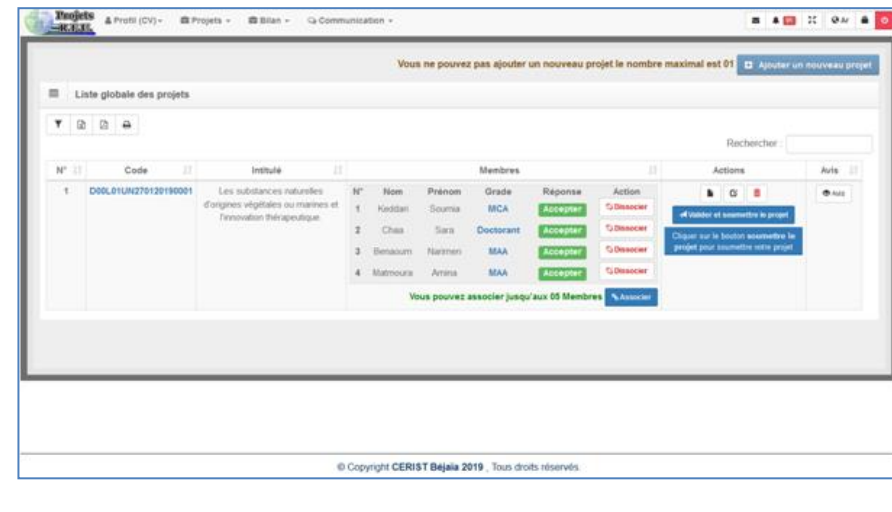 Projets
R.F.U.
Profil (CV) Projets Bilan Communication Ar
Vous ne pouvez pas ajouter un nouveau projet le nombre maximal est 01 Ajouter un nouveau projet
Liste globale des projets
Rechercher :
N° Code Intitulé Membres Actions Avis
1 D00L01UN270120190001 Les substances naturelles d'origines végétales ou marines et l'innovation thérapeutique.
N° Nom Prénom Grade Réponse Action
1 Keddari Soumia MCA Accepter Dissocier
2 Chaa Sara Doctorant Accepter Dissocier
3 Benaoum Narimen MAA Accepter Dissocier
4 Matmoura Amina MAA Accepter Dissocier
Vous pouvez associer jusqu'aux 05 Membres Associer
Valider et soumettre le projet
Cliquer sur le bouton soumettre le
projet pour soumettre votre projet
Avis
© Copyright CERIST Béjaia 2019 , Tous droits réservés.